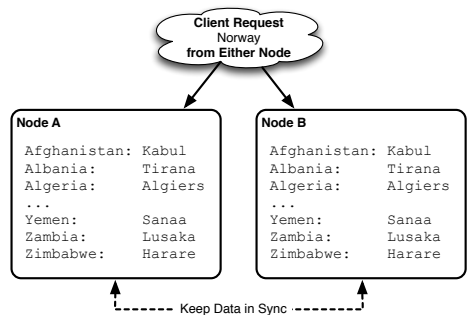 Client Request
Norway
from Either Node
Node A
Afghanistan: Kabul
Albania: Tirana
Algeria: Algiers
...
Yemen: Sanaa
Zambia: Lusaka
Zimbabwe: Harare
Node B
Afghanistan: Kabul
Albania: Tirana
Algeria: Algiers
...
Yemen: Sanaa
Zambia: Lusaka
Zimbabwe: Harare
Keep Data in Sync